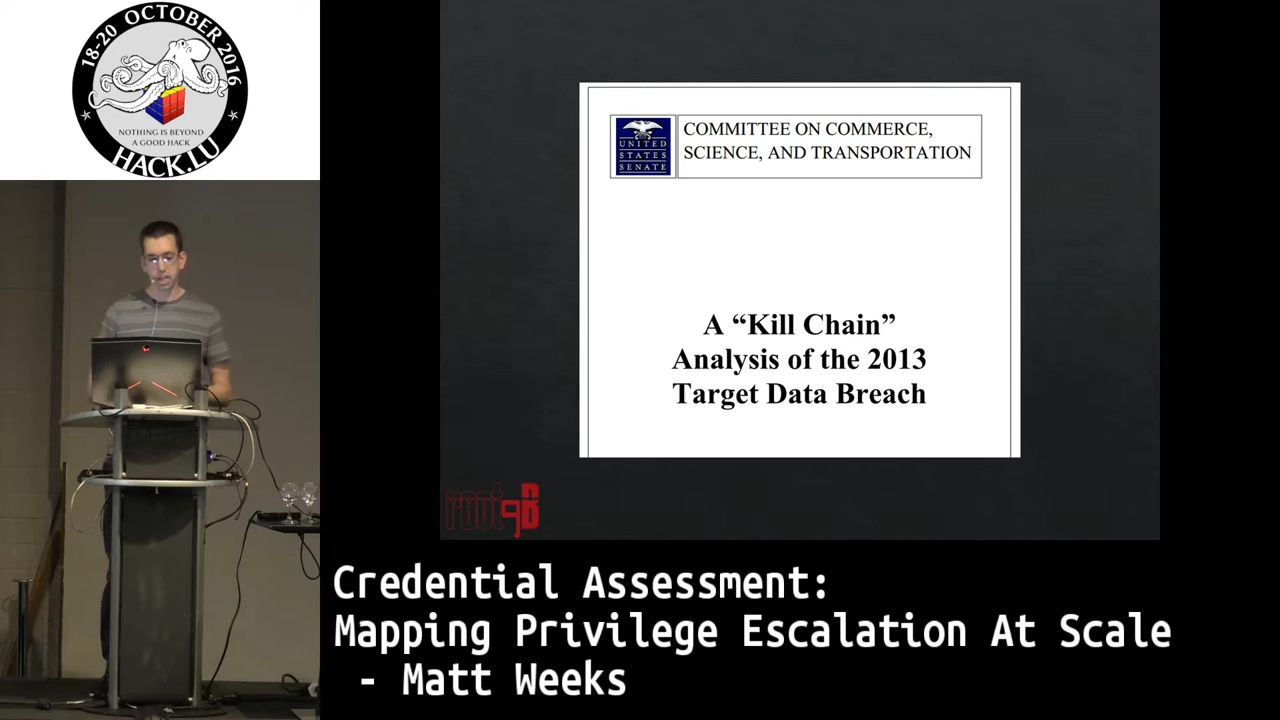 18-20 OCTOBER 2016
NOTHING IS BEYOND
A GOOD HACK
HACK.LU
UNITED
STATES
SENATE
COMMITTEE ON COMMERCE,
SCIENCE, AND TRANSPORTATION
A “Kill Chain”
Analysis of the 2013
Target Data Breach
root9B
Credential Assessment:
Mapping Privilege Escalation At Scale
- Matt Weeks